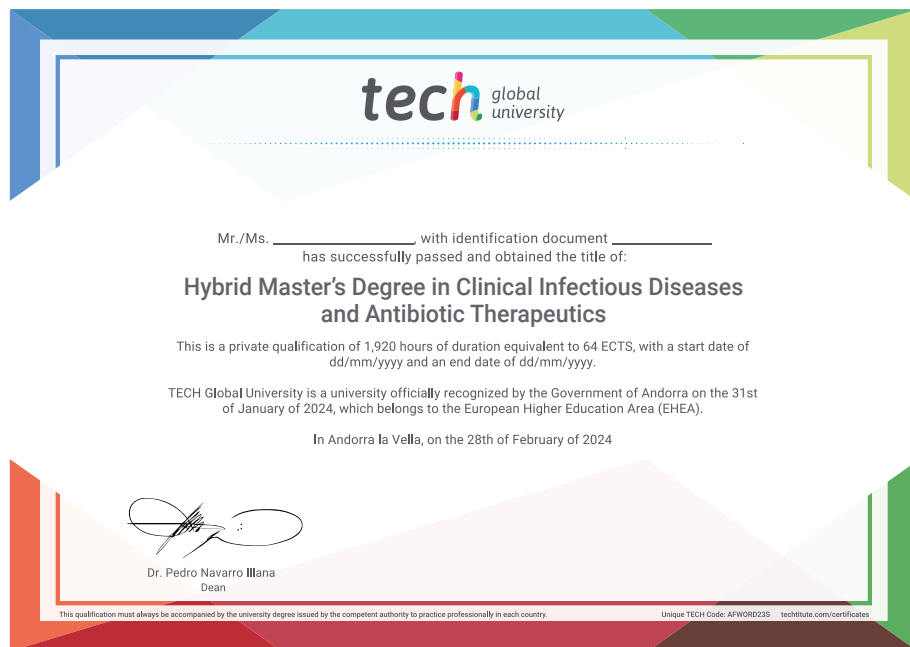 tech global
university
Mr./Ms. ______________, with identification document __________
has successfully passed and obtained the title of:
Hybrid Master's Degree in Clinical Infectious Diseases
and Antibiotic Therapeutics
This is a private qualification of 1,920 hours of duration equivalent to 64 ECTS, with a start date of
dd/mm/yyyy and an end date of dd/mm/yyyy.
TECH Global University is a university officially recognized by the Government of Andorra on the 31st
of January of 2024, which belongs to the European Higher Education Area (EHEA).
In Andorra la Vella, on the 28th of February of 2024
Dr. Pedro Navarro Illana
Dean
This qualification must always be accompanied by the university degree issued by the competent authority to practice professionally in each country.
Unique TECH Code: AFWORD23S techtitute.com/certificates